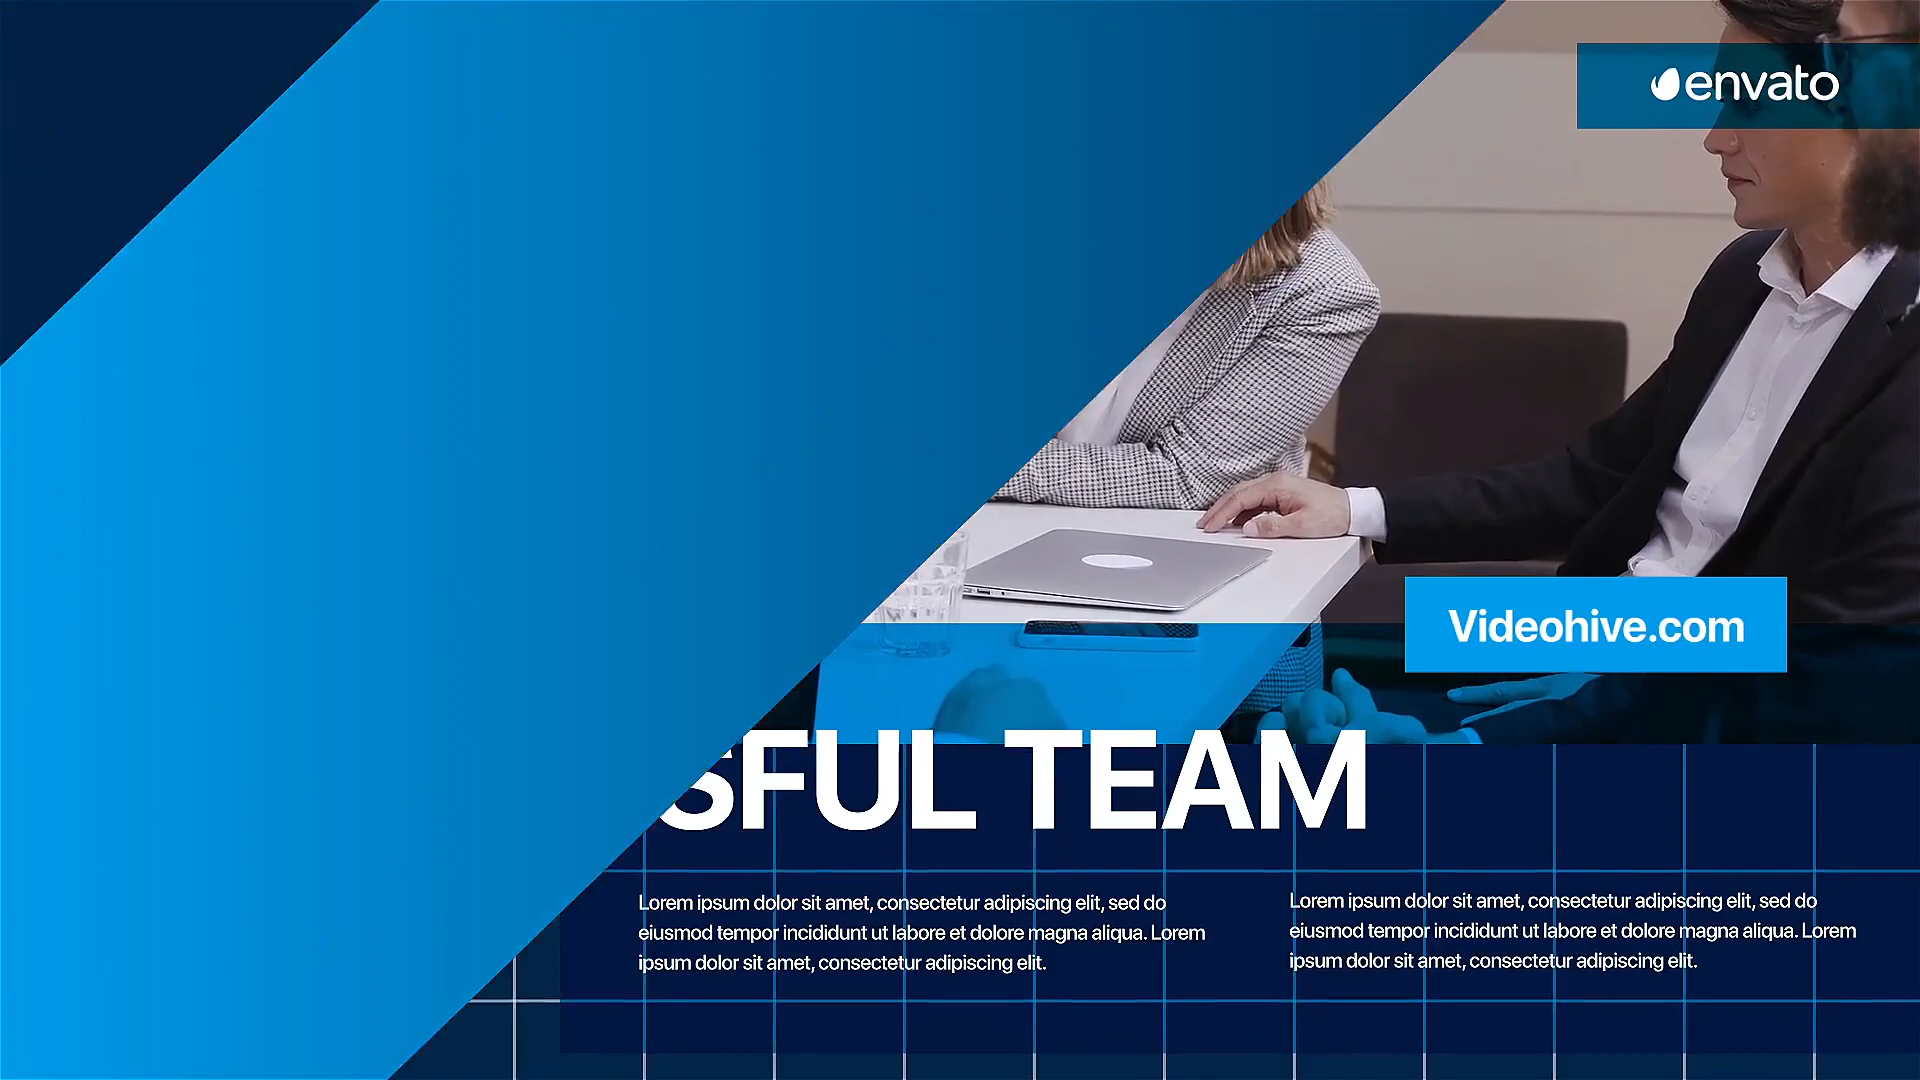 envato
Videohive.com
SFUL TEAM
Lorem ipsum dolor sit amet, consectetur adipiscing elit, sed do
eiusmod tempor incididunt ut labore et dolore magna aliqua. Lorem
ipsum dolor sit amet, consectetur adipiscing elit.
Lorem ipsum dolor sit amet, consectetur adipiscing elit, sed do
eiusmod tempor incididunt ut labore et dolore magna aliqua. Lorem
ipsum dolor sit amet, consectetur adipiscing elit.